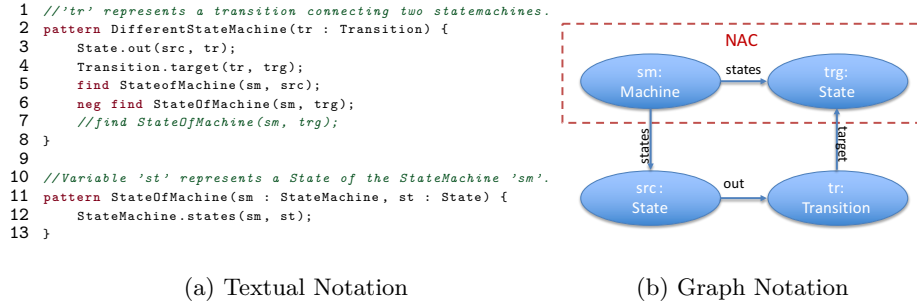 1 //'tr' represents a transition connecting two statemachines.
2 pattern DifferentStateMachine(tr : Transition) {
3 State.out(src, tr);
4 Transition.target(tr, trg);
5 find StateofMachine(sm, src);
6 neg find StateOfMachine(sm, trg);
7 //find StateOfMachine(sm, trg);
8 }
9
10 //Variable 'st' represents a State of the StateMachine 'sm'.
11 pattern StateOfMachine(sm : StateMachine, st : State) {
12 StateMachine.states(sm, st);
13 }
(a) Textual Notation
NAC
sm:
Machine
states
trg:
State
states
target
src :
State
out
tr:
Transition
(b) Graph Notation